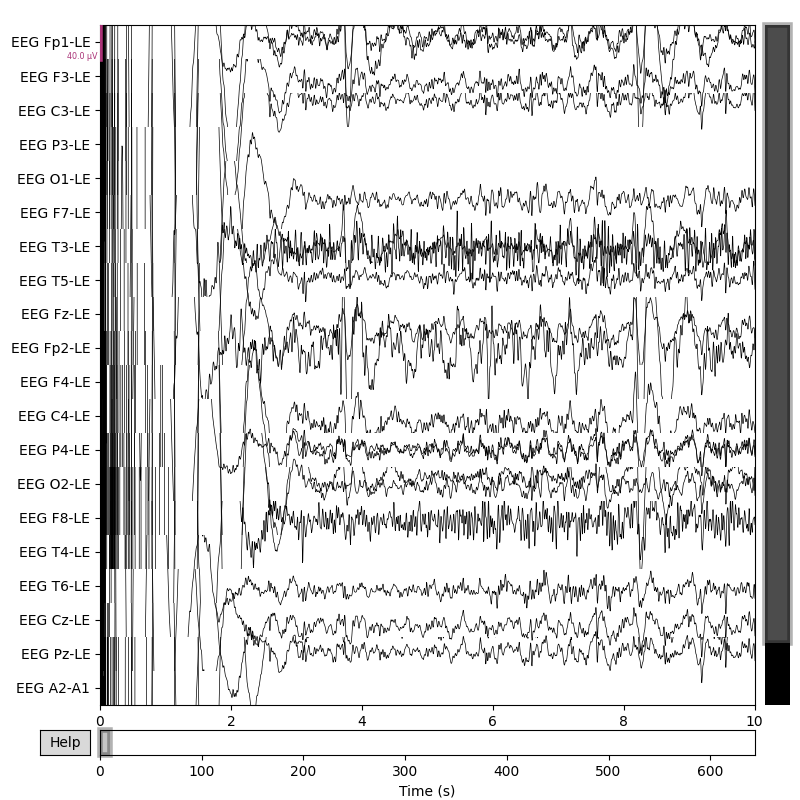 EEG Fp1-LE
40.0 µV
EEG F3-LE
EEG C3-LE
EEG P3-LE
EEG O1-LE
EEG F7-LE
EEG T3-LE
EEG T5-LE
EEG Fz-LE
EEG Fp2-LE
EEG F4-LE
EEG C4-LE
EEG P4-LE
EEG O2-LE
EEG F8-LE
EEG T4-LE
EEG T6-LE
EEG Cz-LE
EEG Pz-LE
EEG A2-A1
0 2 4 6 8 10
Help
0 100 200 300 400 500 600
Time (s)